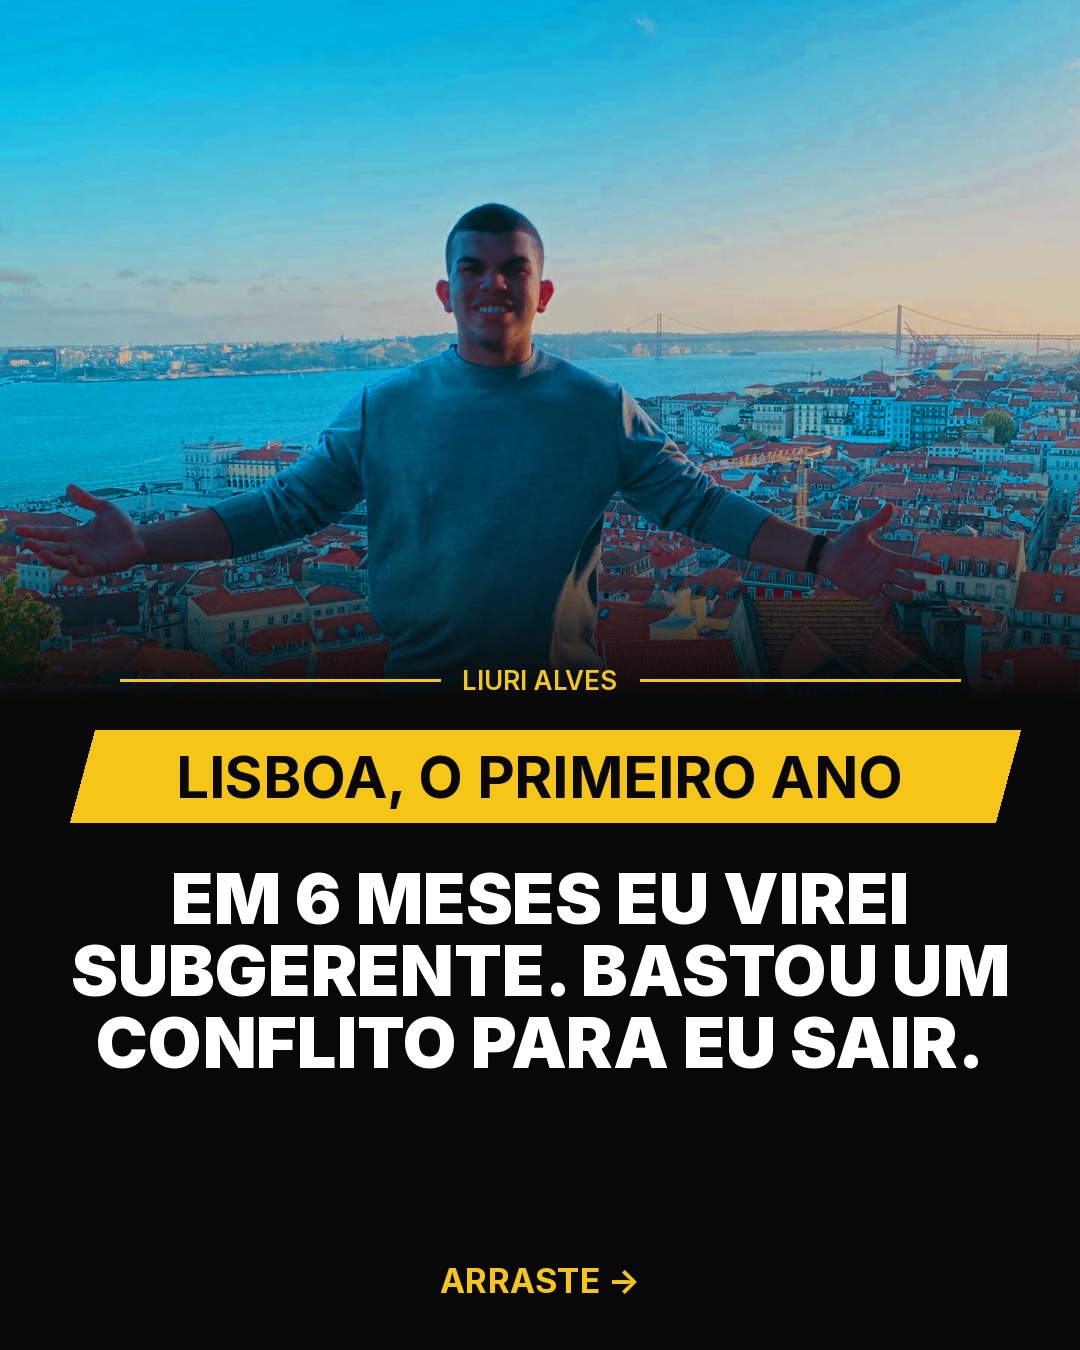 LIURI ALVES
LISBOA, O PRIMEIRO ANO
EM 6 MESES EU VIREI
SUBGERENTE. BASTOU UM
CONFLITO PARA EU SAIR.
ARRASTE →